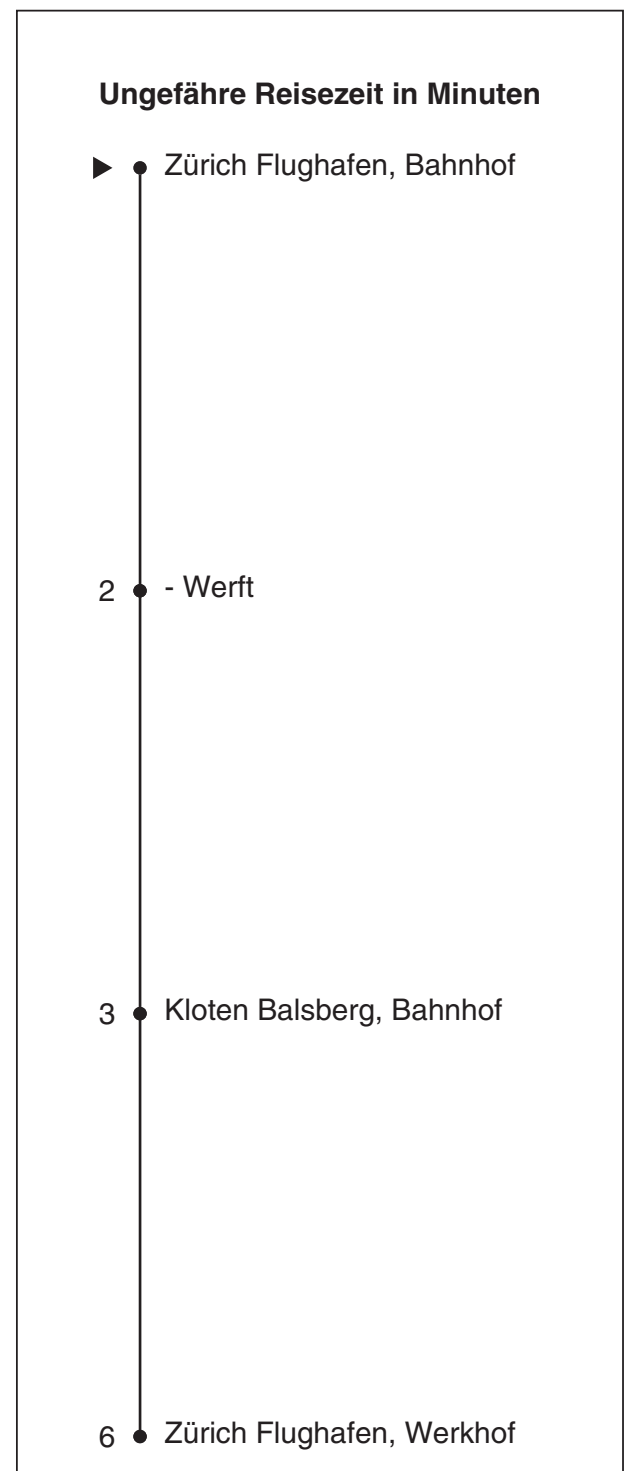 Ungefähre Reisezeit in Minuten
Zürich Flughafen, Bahnhof
2 - Werft
3 Kloten Balsberg, Bahnhof
6 Zürich Flughafen, Werkhof